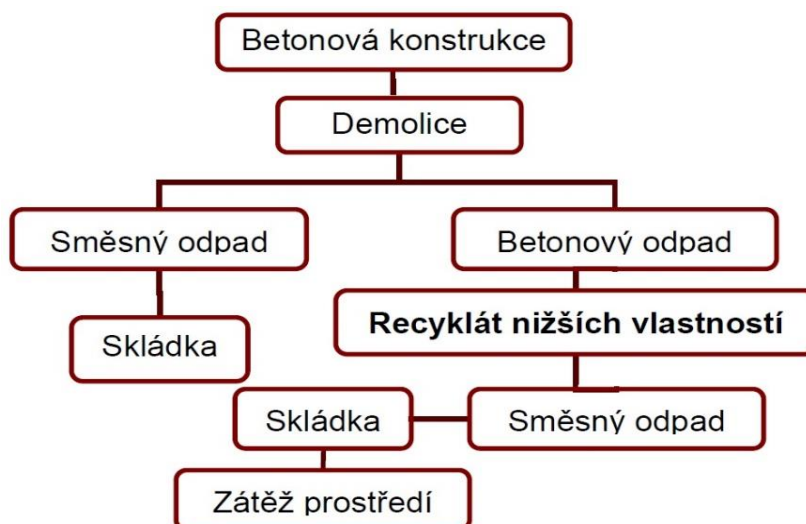 Betonová konstrukce
Demolice
Směsný odpad
Betonový odpad
Skládka
Recyklát nižších vlastností
Skládka
Směsný odpad
Zátěž prostředí